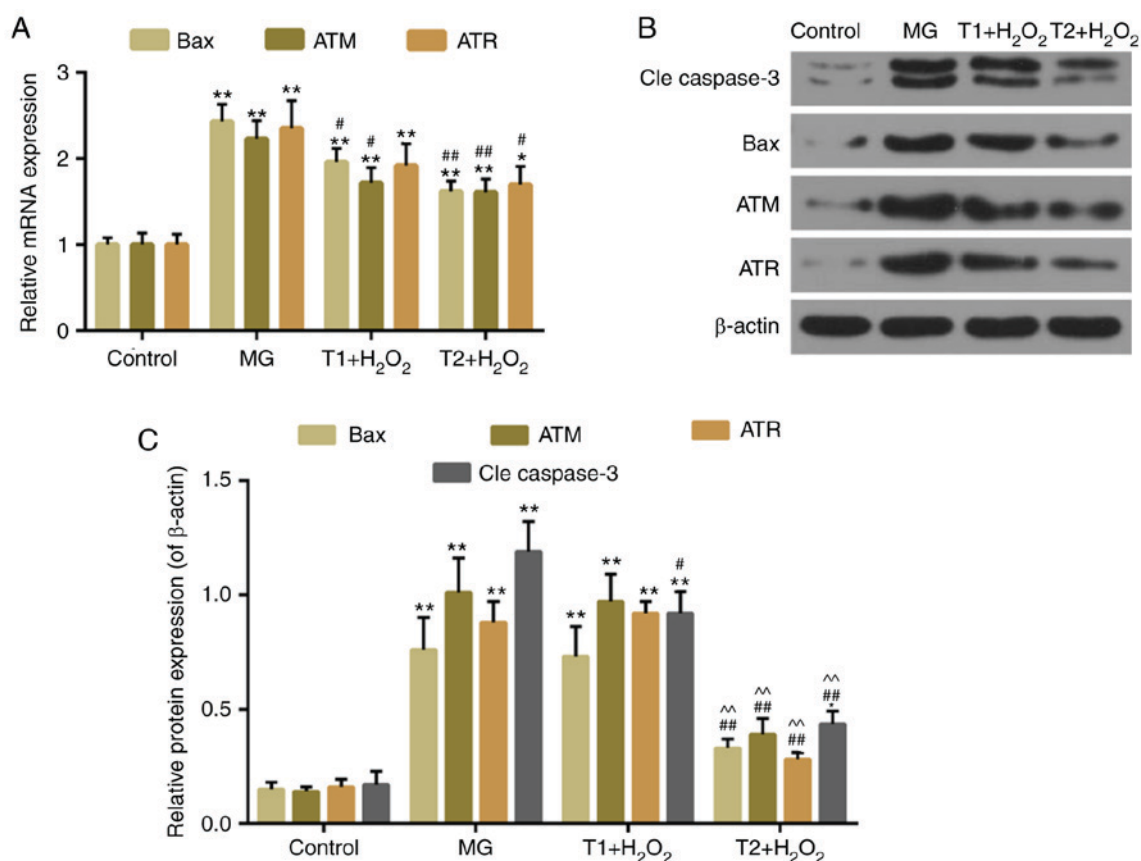 A
Bax ATM ATR
Relative mRNA expression
3
2
1
0
** ** **
# ** # ** **
## ** ## ** # *
Control MG T1+H₂O₂ T2+H₂O₂
B
Control MG T1+H₂O₂ T2+H₂O₂
Cle caspase-3
Bax
ATM
ATR
β-actin
C
Bax ATM ATR
Cle caspase-3
Relative protein expression (of β-actin)
1.5
1.0
0.5
0.0
** ** ** **
** ** ** # **
^^ ## ^^ ## ^^ ## ^^ ## *
Control MG T1+H₂O₂ T2+H₂O₂